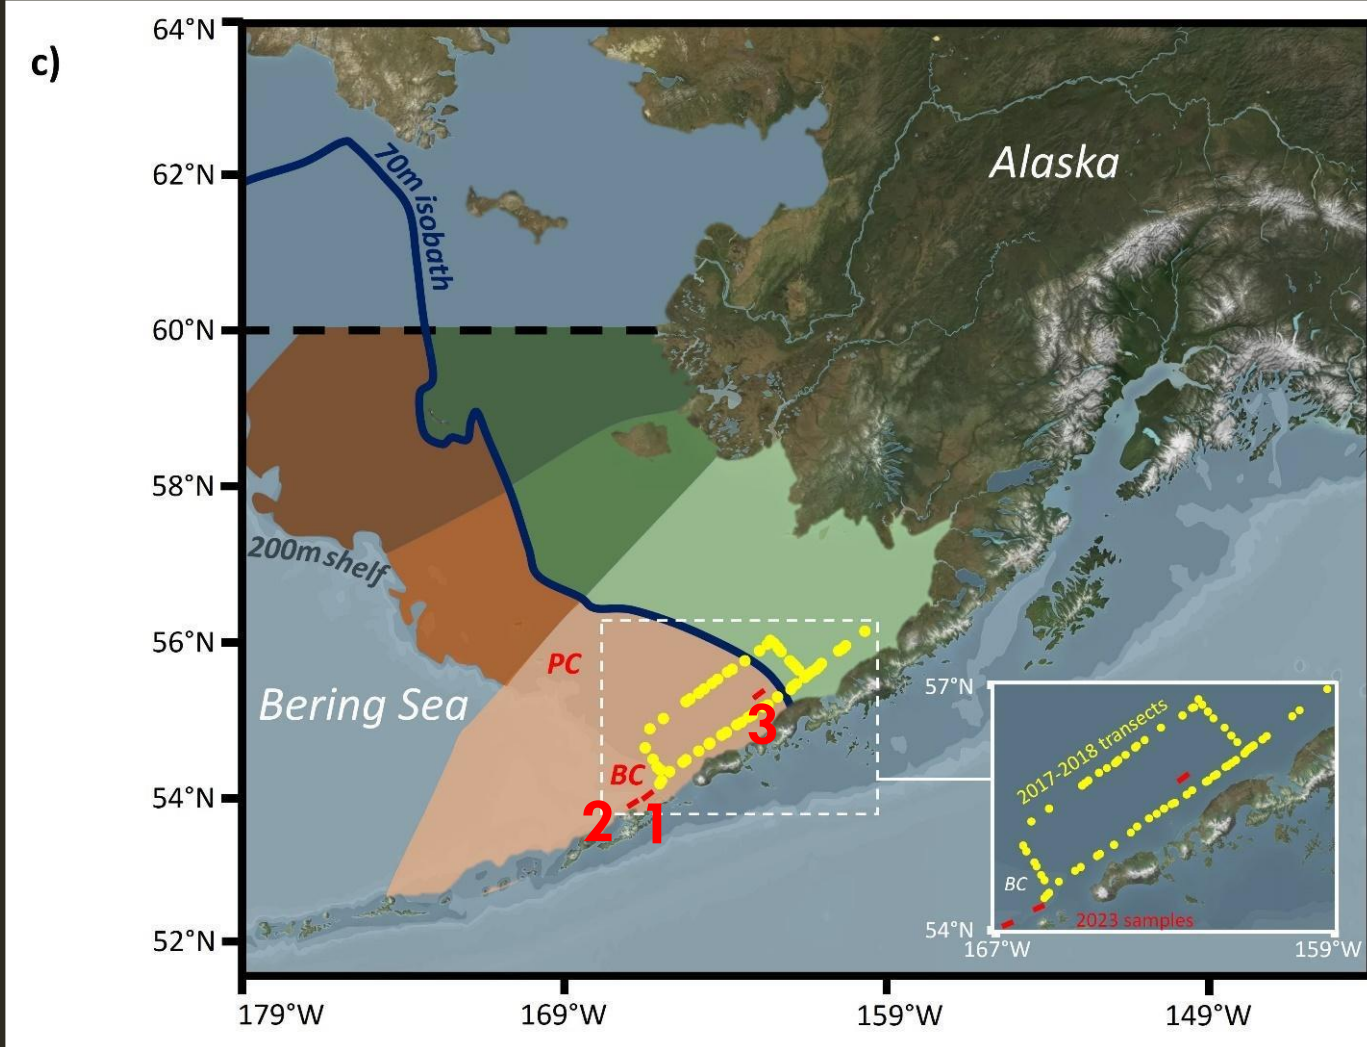 c)
64°N
62°N
60°N
58°N
56°N
54°N
52°N
179°W
169°W
159°W
149°W
70m isobath
Alaska
200m shelf
Bering Sea
PC
BC
1
2
3
57°N
54°N
167°W
159°W
2017-2018 transects
BC
2023 samples